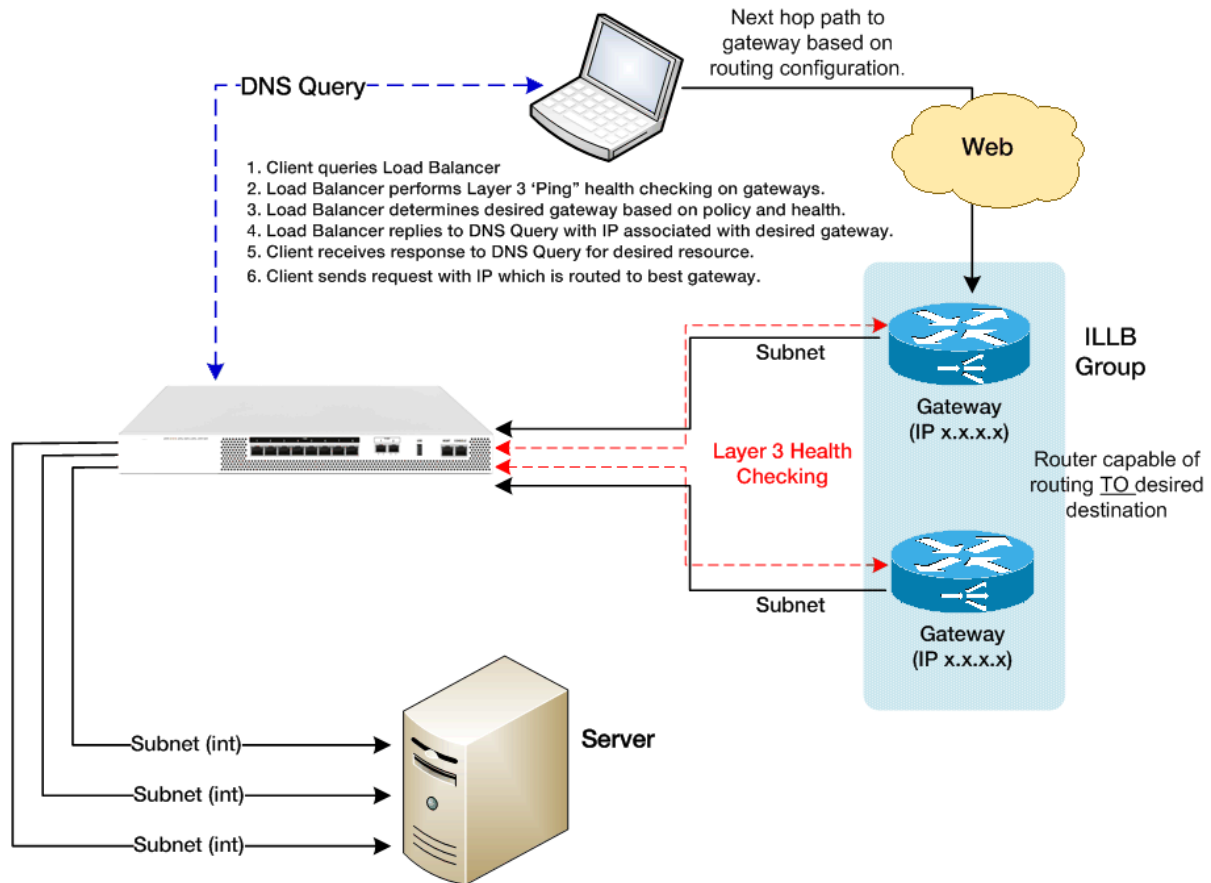 Next hop path to
gateway based on
routing configuration.
DNS Query
Web
1. Client queries Load Balancer
2. Load Balancer performs Layer 3 ‘Ping” health checking on gateways.
3. Load Balancer determines desired gateway based on policy and health.
4. Load Balancer replies to DNS Query with IP associated with desired gateway.
5. Client receives response to DNS Query for desired resource.
6. Client sends request with IP which is routed to best gateway.
Subnet
ILLB
Group
Gateway
(IP x.x.x.x)
Layer 3 Health
Checking
Router capable of
routing TO desired
destination
Subnet
Gateway
(IP x.x.x.x)
Server
Subnet (int)
Subnet (int)
Subnet (int)